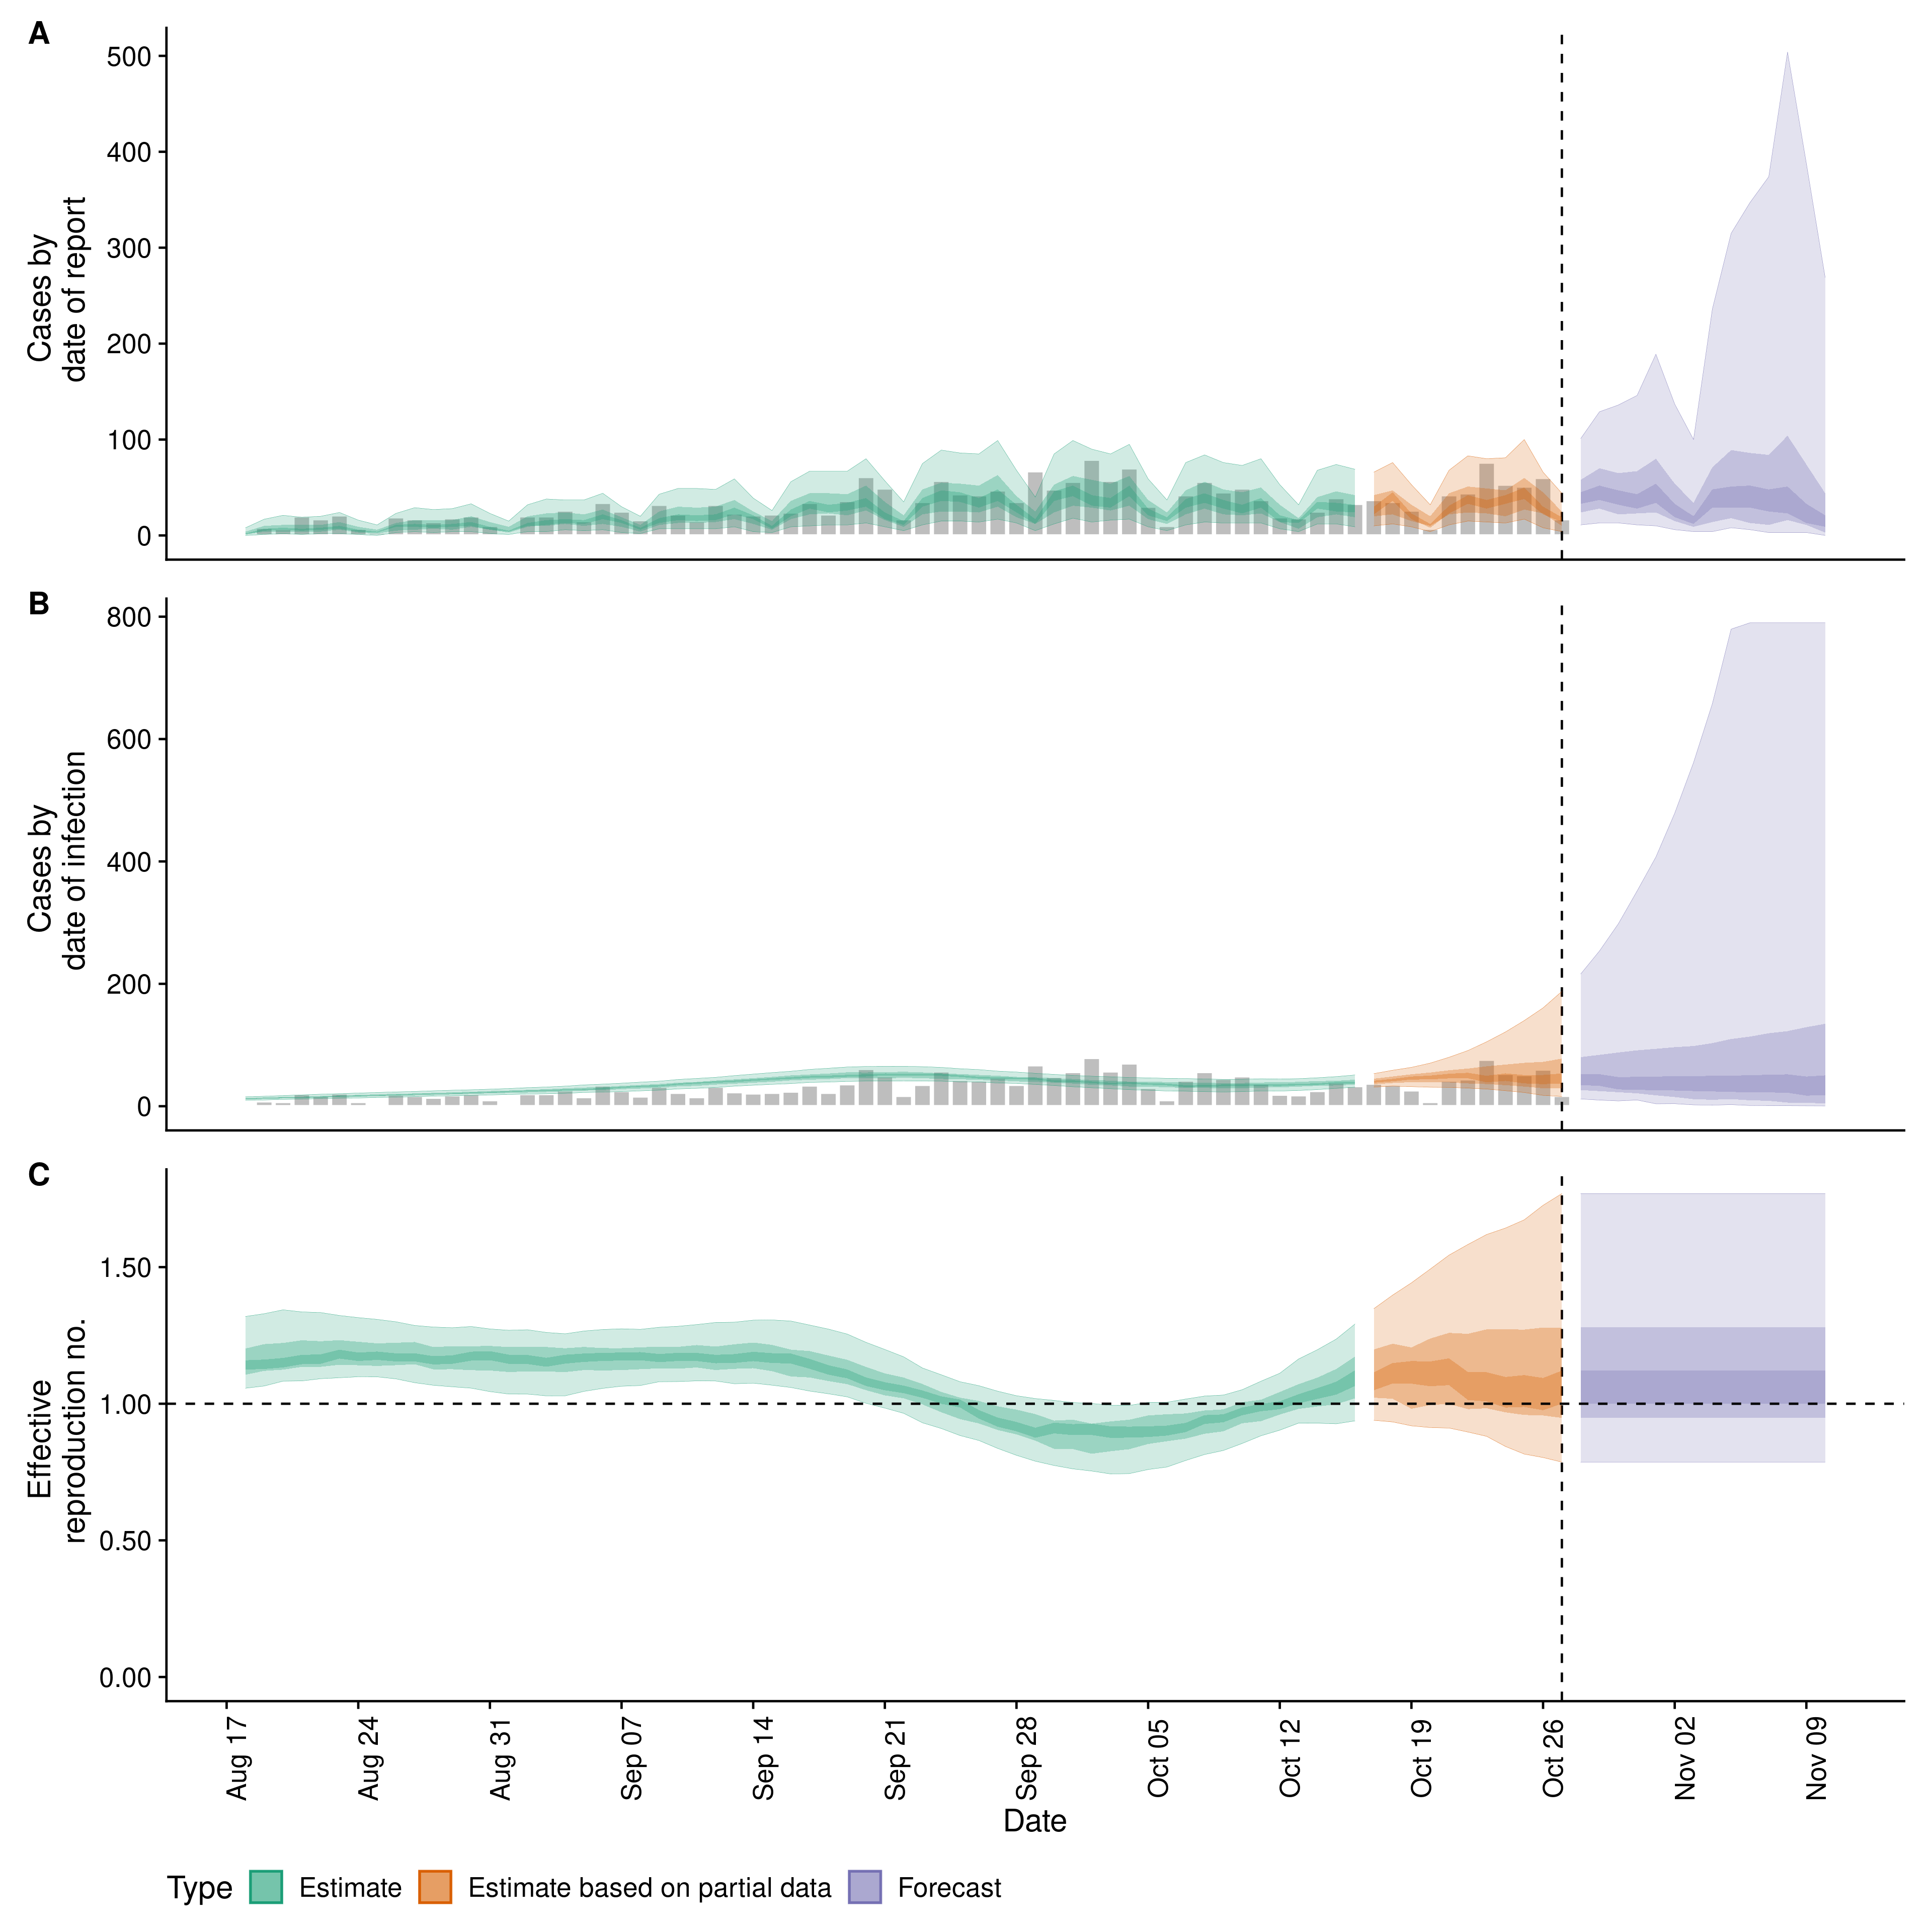 A
500
400
300
200
100
0
Cases by
date of report
B
800
600
400
200
0
Cases by
date of infection
C
1.50
1.00
0.50
0.00
Effective
reproduction no.
Aug 17
Aug 24
Aug 31
Sep 07
Sep 14
Sep 21
Sep 28
Oct 05
Oct 12
Oct 19
Oct 26
Nov 02
Nov 09
Date
Type Estimate Estimate based on partial data Forecast